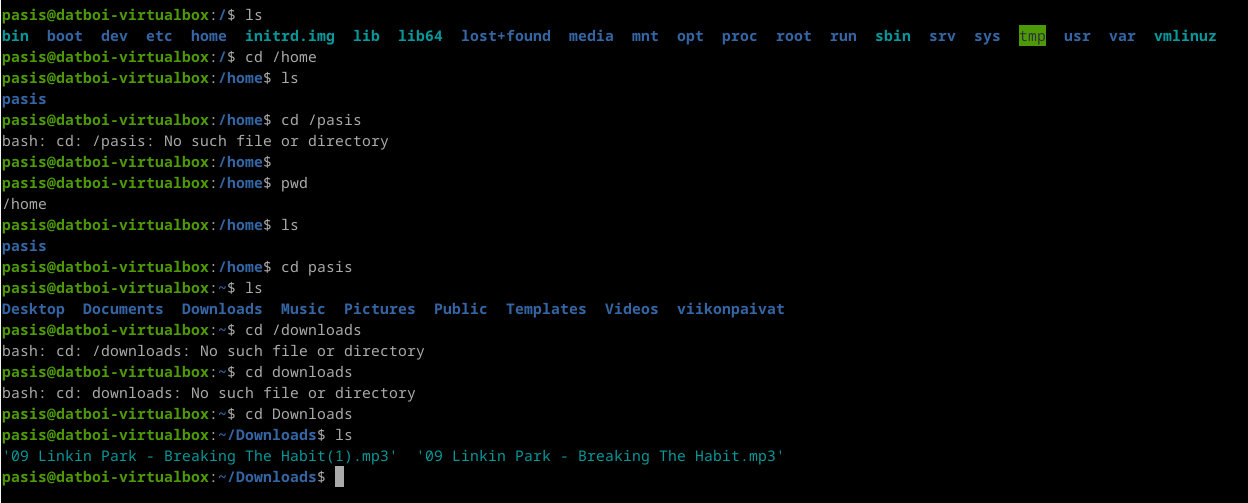 pasis@datboi-virtualbox:/$ ls
bin  boot  dev  etc  home  initrd.img  lib  lib64  lost+found  media  mnt  opt  proc  root  run  sbin  srv  sys  tmp  usr  var  vmlinuz
pasis@datboi-virtualbox:/$ cd /home
pasis@datboi-virtualbox:/home$ ls
pasis
pasis@datboi-virtualbox:/home$ cd /pasis
bash: cd: /pasis: No such file or directory
pasis@datboi-virtualbox:/home$
pasis@datboi-virtualbox:/home$ pwd
/home
pasis@datboi-virtualbox:/home$ ls
pasis
pasis@datboi-virtualbox:/home$ cd pasis
pasis@datboi-virtualbox:~$ ls
Desktop  Documents  Downloads  Music  Pictures  Public  Templates  Videos  viikonpaivat
pasis@datboi-virtualbox:~$ cd /downloads
bash: cd: /downloads: No such file or directory
pasis@datboi-virtualbox:~$ cd downloads
bash: cd: downloads: No such file or directory
pasis@datboi-virtualbox:~$ cd Downloads
pasis@datboi-virtualbox:~/Downloads$ ls
'09 Linkin Park - Breaking The Habit(1).mp3'  '09 Linkin Park - Breaking The Habit.mp3'
pasis@datboi-virtualbox:~/Downloads$